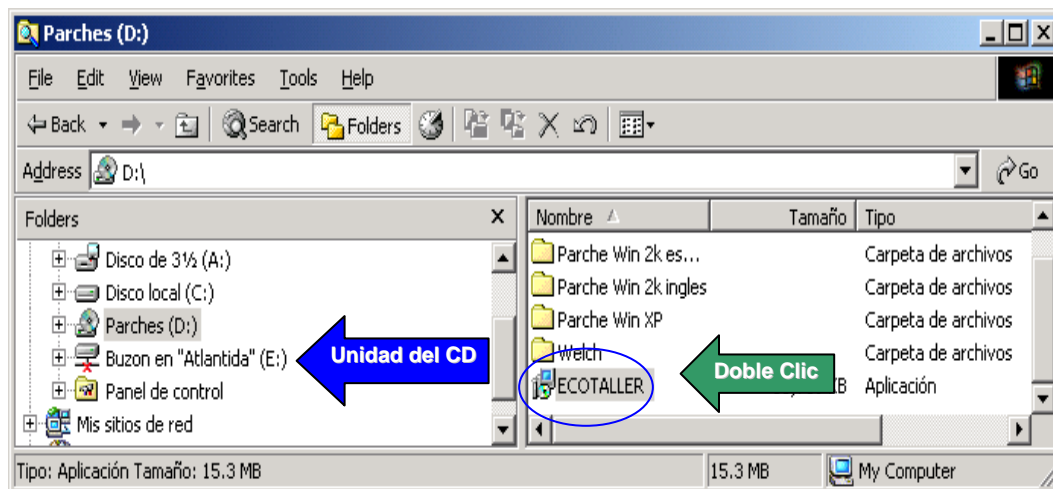 Parches (D:)
File Edit View Favorites Tools Help
Back Search Folders
Address D:\ Go
Folders X
Disco de 3½ (A:)
Disco local (C:)
Parches (D:)
Buzon en "Atlantida" (E:)
Panel de control
Mis sitios de red
Unidad del CD
Nombre Tamaño Tipo
Parche Win 2k es... Carpeta de archivos
Parche Win 2k ingles Carpeta de archivos
Parche Win XP Carpeta de archivos
Welch Carpeta de archivos
ECOTALLER KB Aplicación
Doble Clic
Tipo: Aplicación Tamaño: 15.3 MB 15.3 MB My Computer